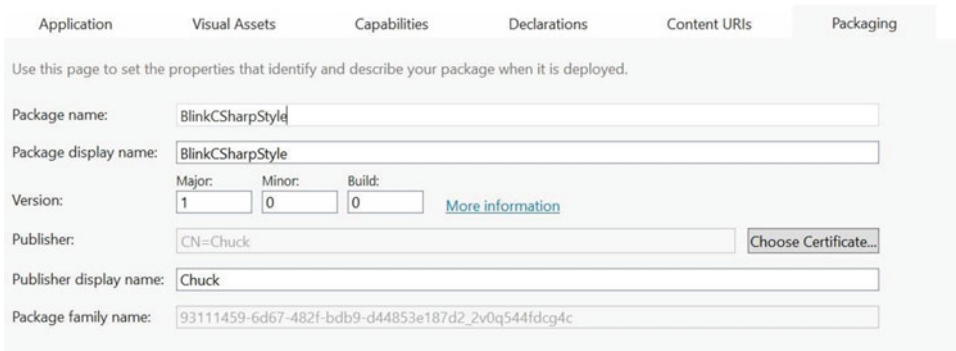 Application Visual Assets Capabilities Declarations Content URIs Packaging
Use this page to set the properties that identify and describe your package when it is deployed.
Package name: BlinkCSharpStyle
Package display name: BlinkCSharpStyle
Major: Minor: Build:
Version: 1 0 0 More information
Publisher: CN=Chuck Choose Certificate...
Publisher display name: Chuck
Package family name: 93111459-6d67-482f-bdb9-d44853e187d2_2v0q544fdcg4c